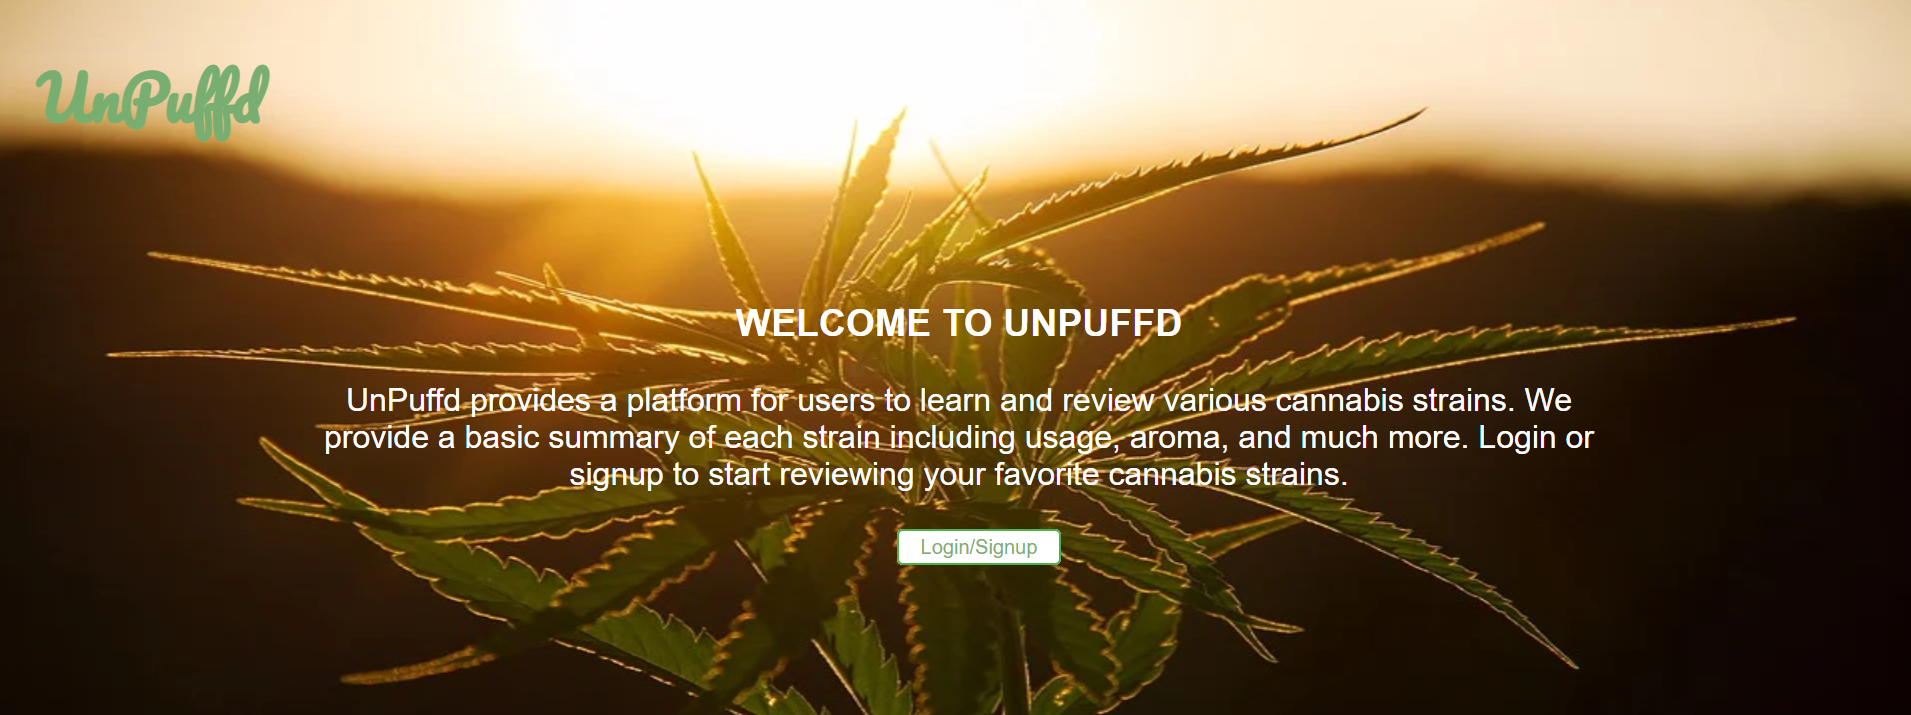 UnPuffd
WELCOME TO UNPUFFD
UnPuffd provides a platform for users to learn and review various cannabis strains. We
provide a basic summary of each strain including usage, aroma, and much more. Login or
signup to start reviewing your favorite cannabis strains.
Login/Signup